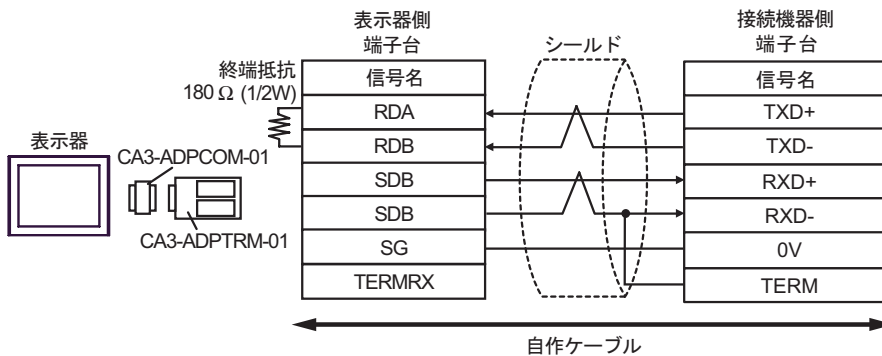 表示器側
端子台
シールド
接続機器側
端子台
終端抵抗
180 Ω (1/2W)
信号名
RDA
RDB
SDB
SDB
SG
TERMRX
信号名
TXD+
TXD-
RXD+
RXD-
0V
TERM
表示器
CA3-ADPCOM-01
CA3-ADPTRM-01
自作ケーブル